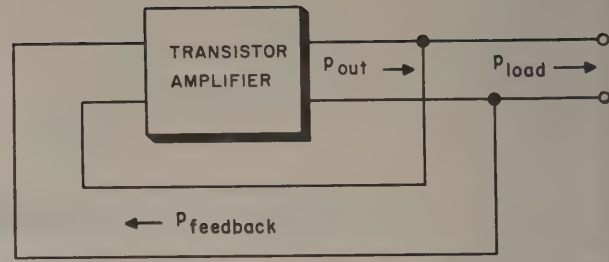 TRANSISTOR
AMPLIFIER
Pout
Pload
Pfeedback